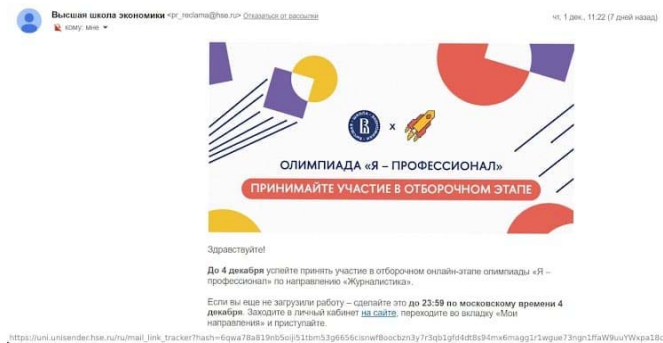 Высшая школа экономики <pr_reclama@hse.ru> Отказаться от рассылки
чт, 1 дек., 11:22 (7 дней назад)
кому: мне
x
ОЛИМПИАДА «Я – ПРОФЕССИОНАЛ»
ПРИНИМАЙТЕ УЧАСТИЕ В ОТБОРОЧНОМ ЭТАПЕ
Здравствуйте!
До 4 декабря успейте принять участие в отборочном онлайн-этапе олимпиады «Я –
профессионал» по направлению «Журналистика».
Если вы еще не загрузили работу – сделайте это до 23:59 по московскому времени 4
декабря. Заходите в личный кабинет на сайте, переходите во вкладку «Мои
направления» и приступайте.